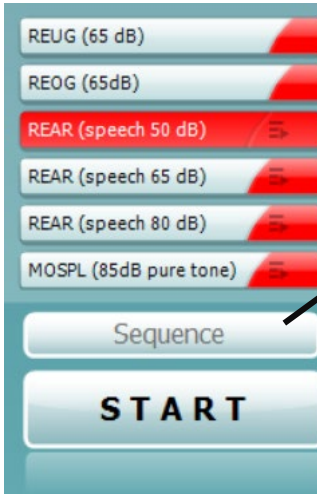 REUG (65 dB)
REOG (65dB)
REAR (speech 50 dB)
REAR (speech 65 dB)
REAR (speech 80 dB)
MOSPL (85dB pure tone)
Sequence
START